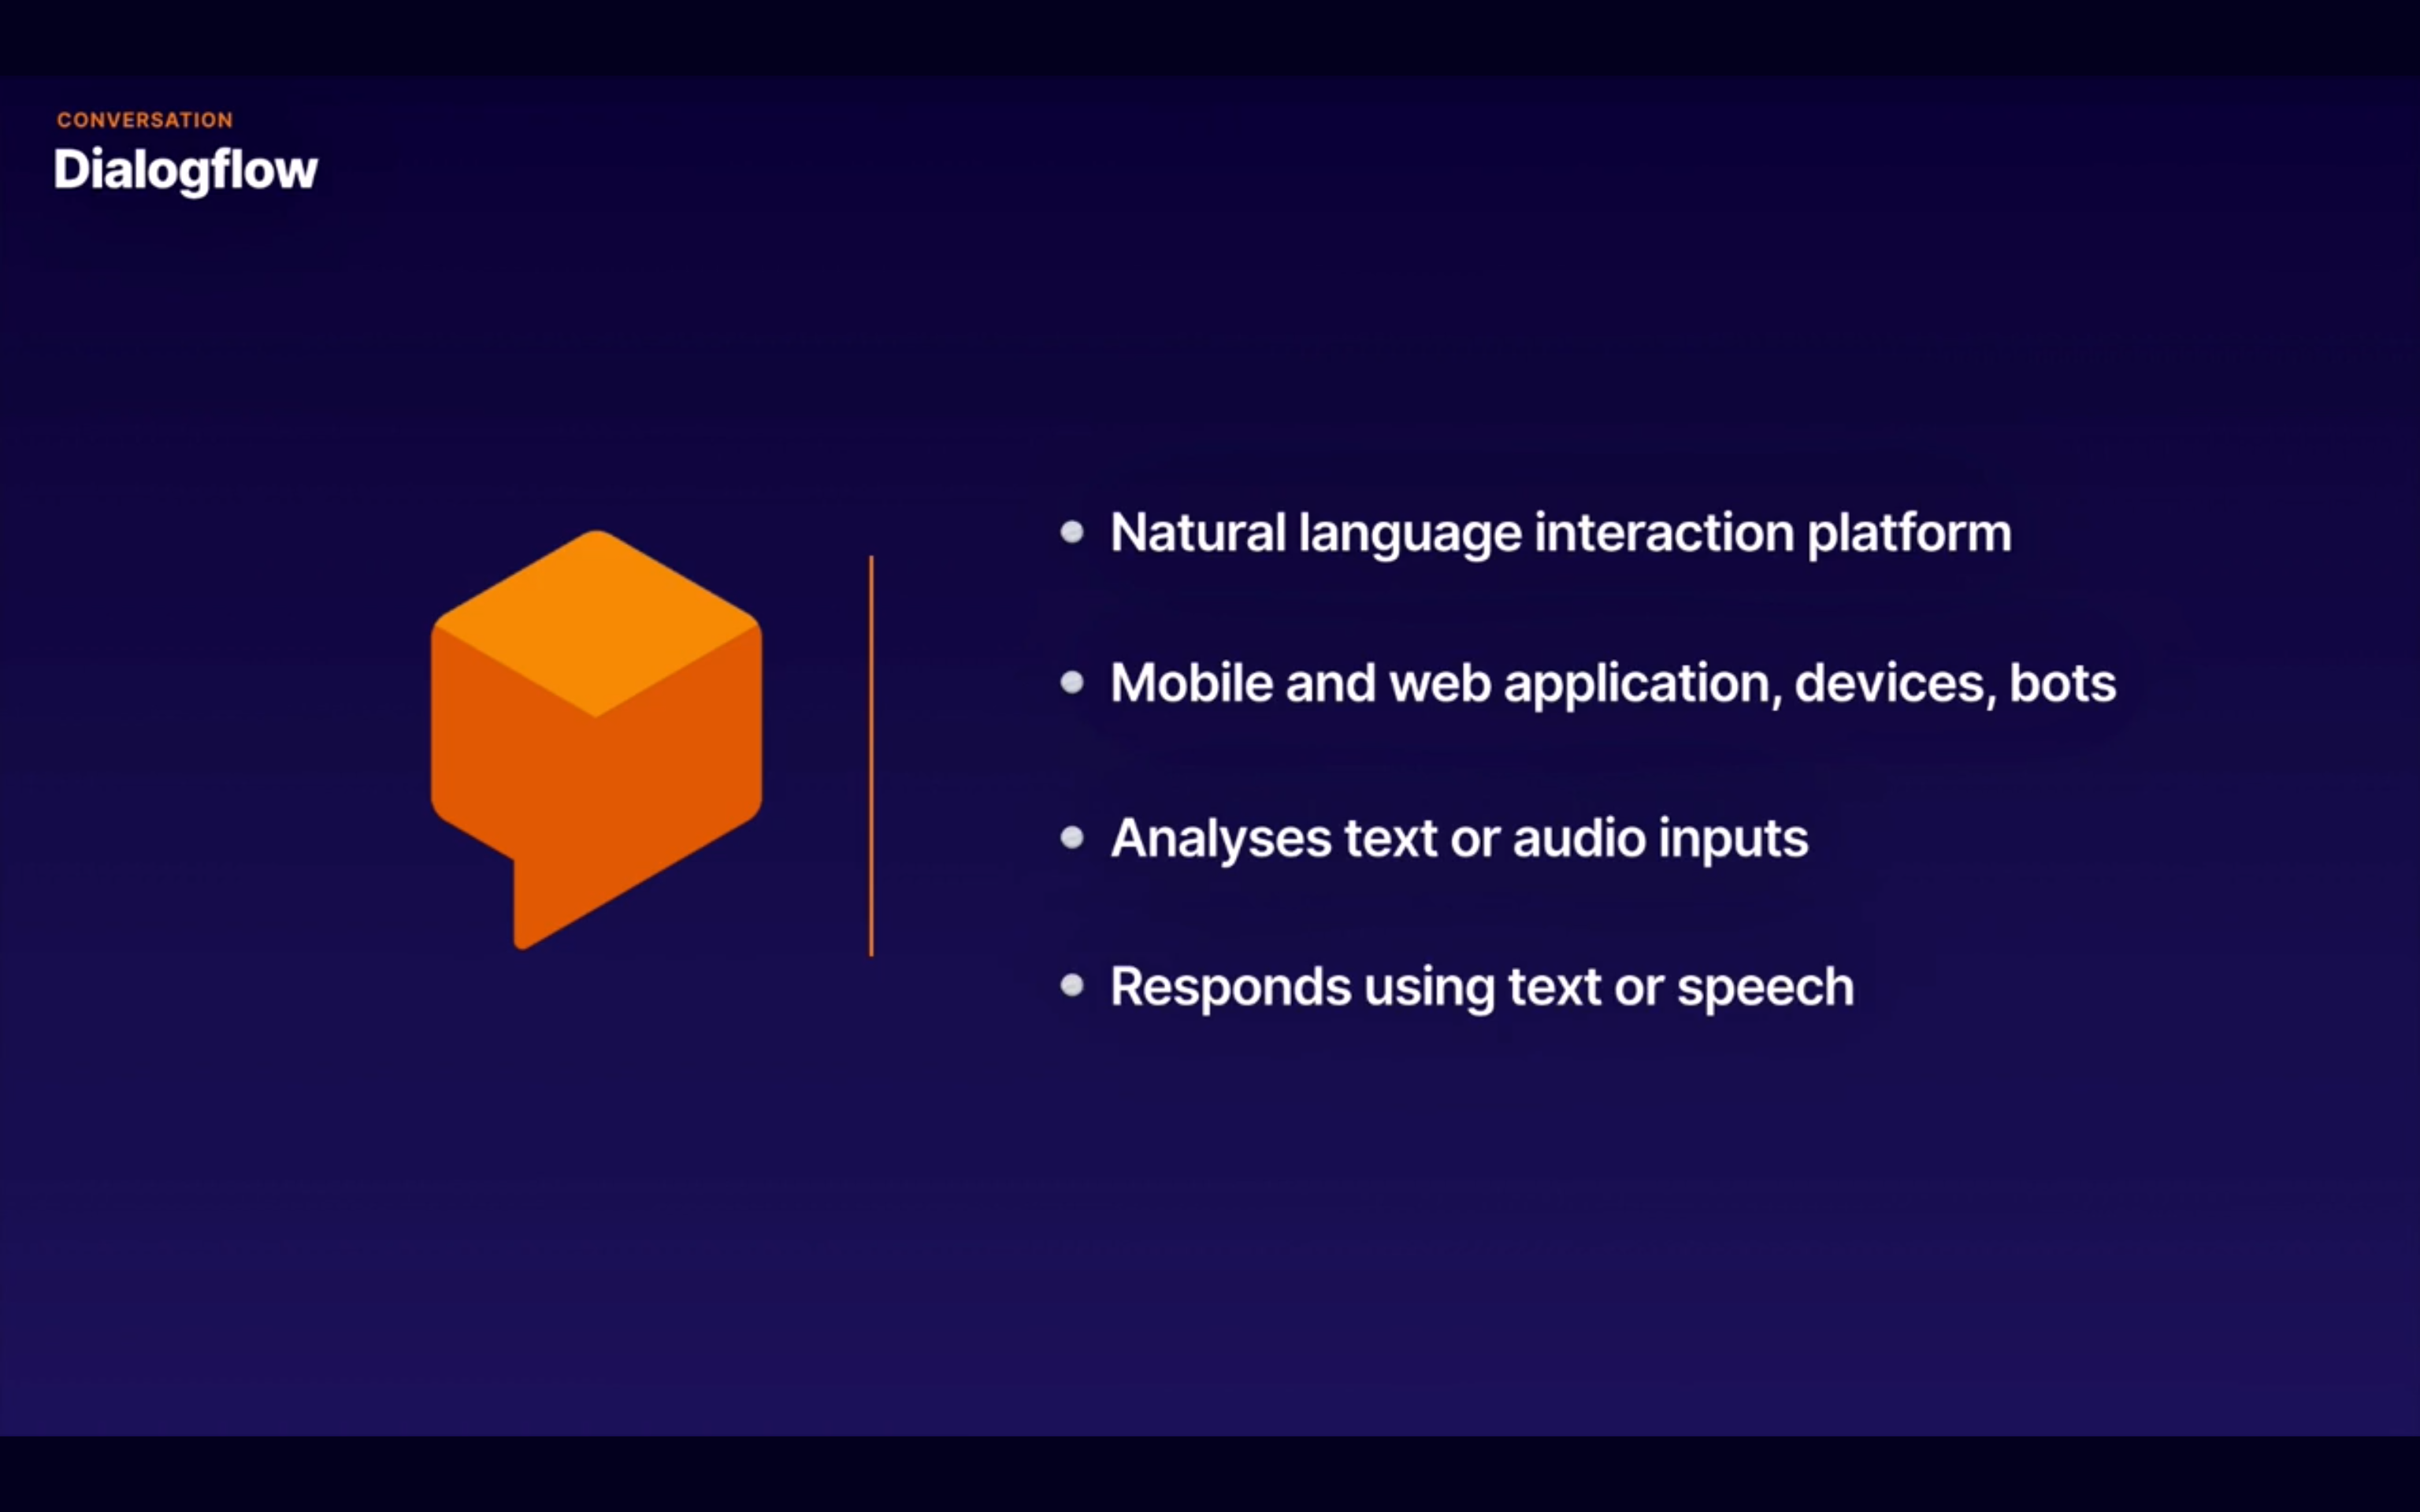 CONVERSATION
Dialogflow
Natural language interaction platform
Mobile and web application, devices, bots
Analyses text or audio inputs
Responds using text or speech